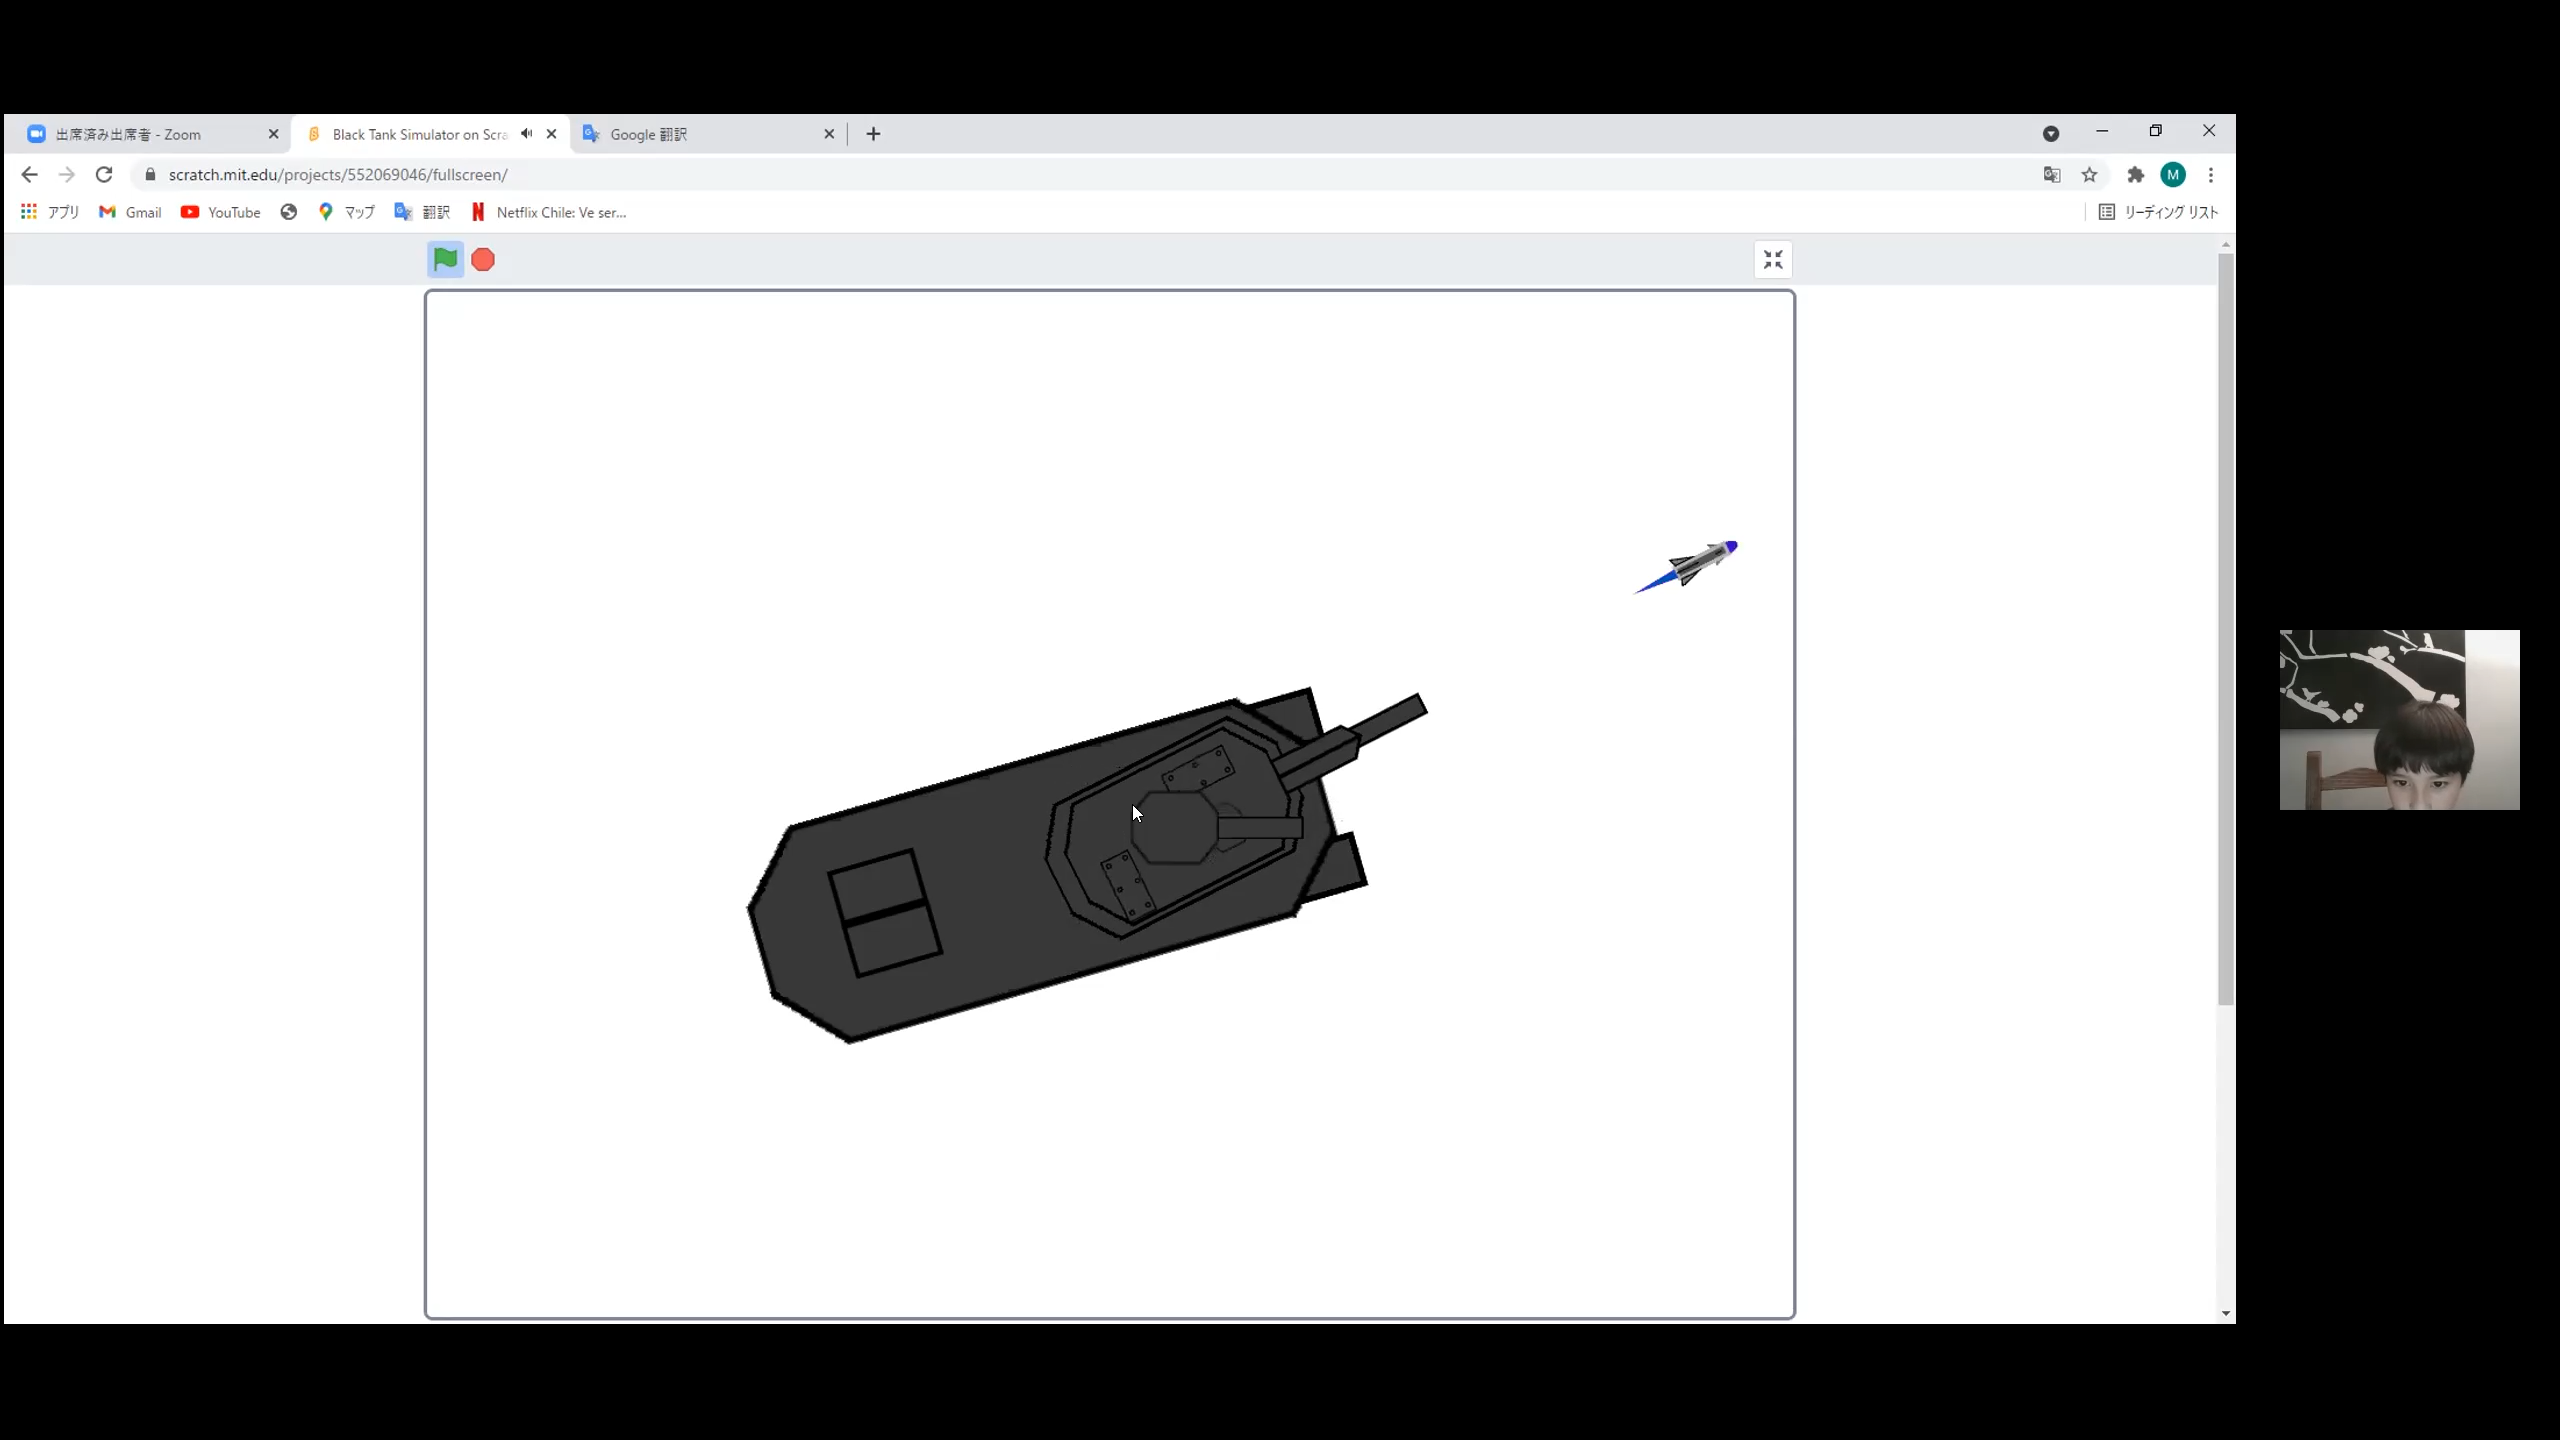 出席済み出席者 - Zoom
Black Tank Simulator on Scra
Google 翻訳
scratch.mit.edu/projects/552069046/fullscreen/
M
アプリ
Gmail
YouTube
マップ
翻訳
Netflix Chile: Ve ser...
リーディング リスト